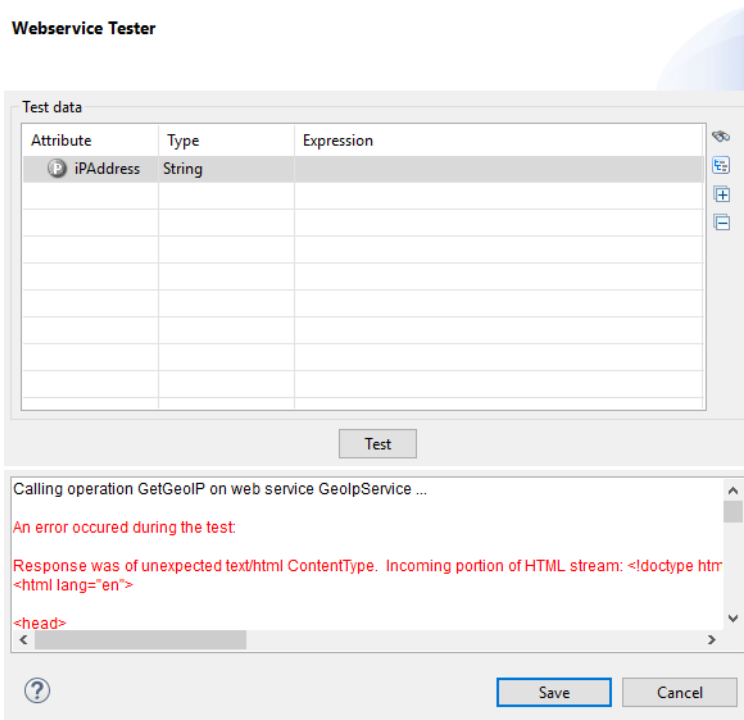 Webservice Tester
Test data
Attribute Type Expression
P iPAddress String
Test
Calling operation GetGeoIP on web service GeoIpService ...
An error occured during the test:
Response was of unexpected text/html ContentType. Incoming portion of HTML stream: <!doctype htm
<html lang="en">
<head>
? Save Cancel